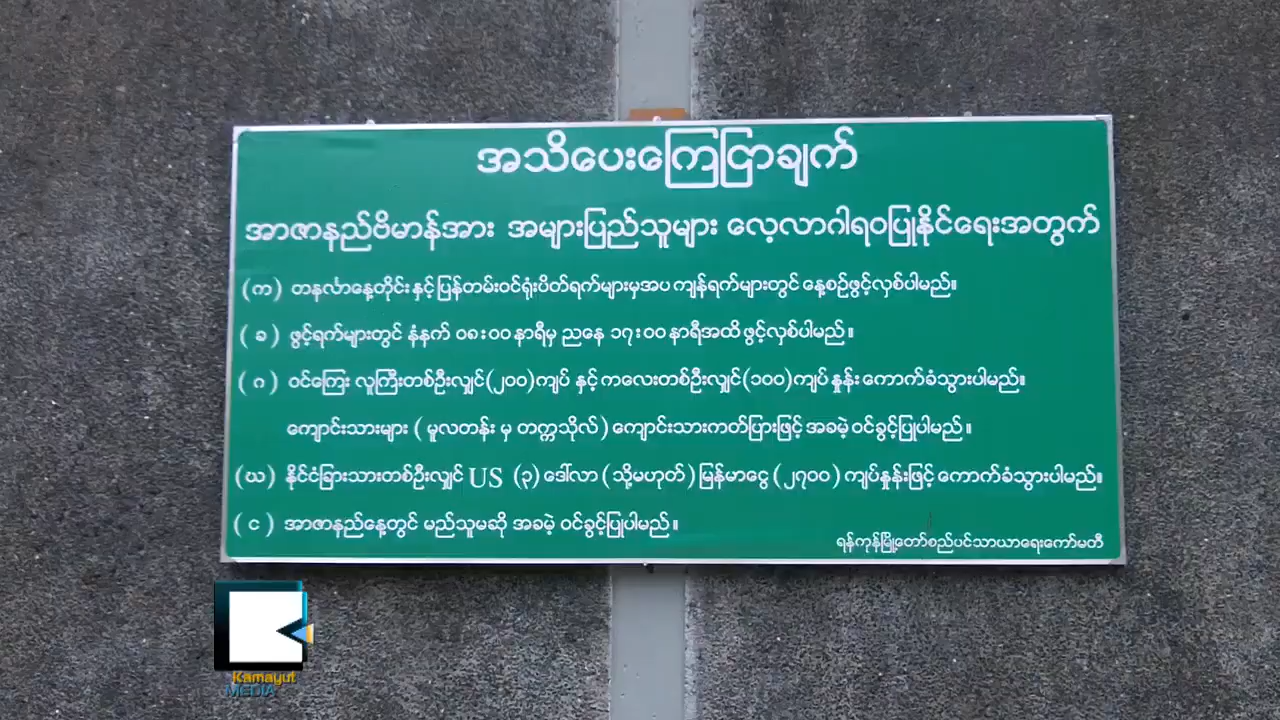 အသိပေးကြေငြာချက်
အာဇာနည်ဗိမာန်အား အများပြည်သူများ လေ့လာဂါရဝပြုနိုင်ရေးအတွက်
(က) တနင်္လာနေ့တိုင်းနှင့်ပြန်တမ်းဝင်ရုံးပိတ်ရက်များမှအပ ကျန်ရက်များတွင် နေ့စဉ်ဖွင့်လှစ်ပါမည်။
(ခ) ဖွင့်ရက်များတွင် နံနက် ၀၈:၀၀ နာရီမှ ညနေ ၁၇:၀၀ နာရီအထိ ဖွင့်လှစ်ပါမည်။
(ဂ) ဝင်ကြေး လူကြီးတစ်ဦးလျှင်(၂၀၀)ကျပ် နှင့် ကလေးတစ်ဦးလျှင်(၁၀၀)ကျပ် နှုန်း ကောက်ခံသွားပါမည်။
ကျောင်းသားများ ( မူလတန်း မှ တက္ကသိုလ် ) ကျောင်းသားကတ်ပြားဖြင့် အခမဲ့ ဝင်ခွင့်ပြုပါမည်။
(ဃ) နိုင်ငံခြားသားတစ်ဦးလျှင် US (၃) ဒေါ်လာ ( သို့မဟုတ် ) မြန်မာငွေ (၂၇၀၀) ကျပ်နှုန်းဖြင့် ကောက်ခံသွားပါမည်။
(င) အာဇာနည်နေ့တွင် မည်သူမဆို အခမဲ့ ဝင်ခွင့်ပြုပါမည်။
ရန်ကုန်မြို့တော်စည်ပင်သာယာရေးကော်မတီ
Kamayut
MEDIA